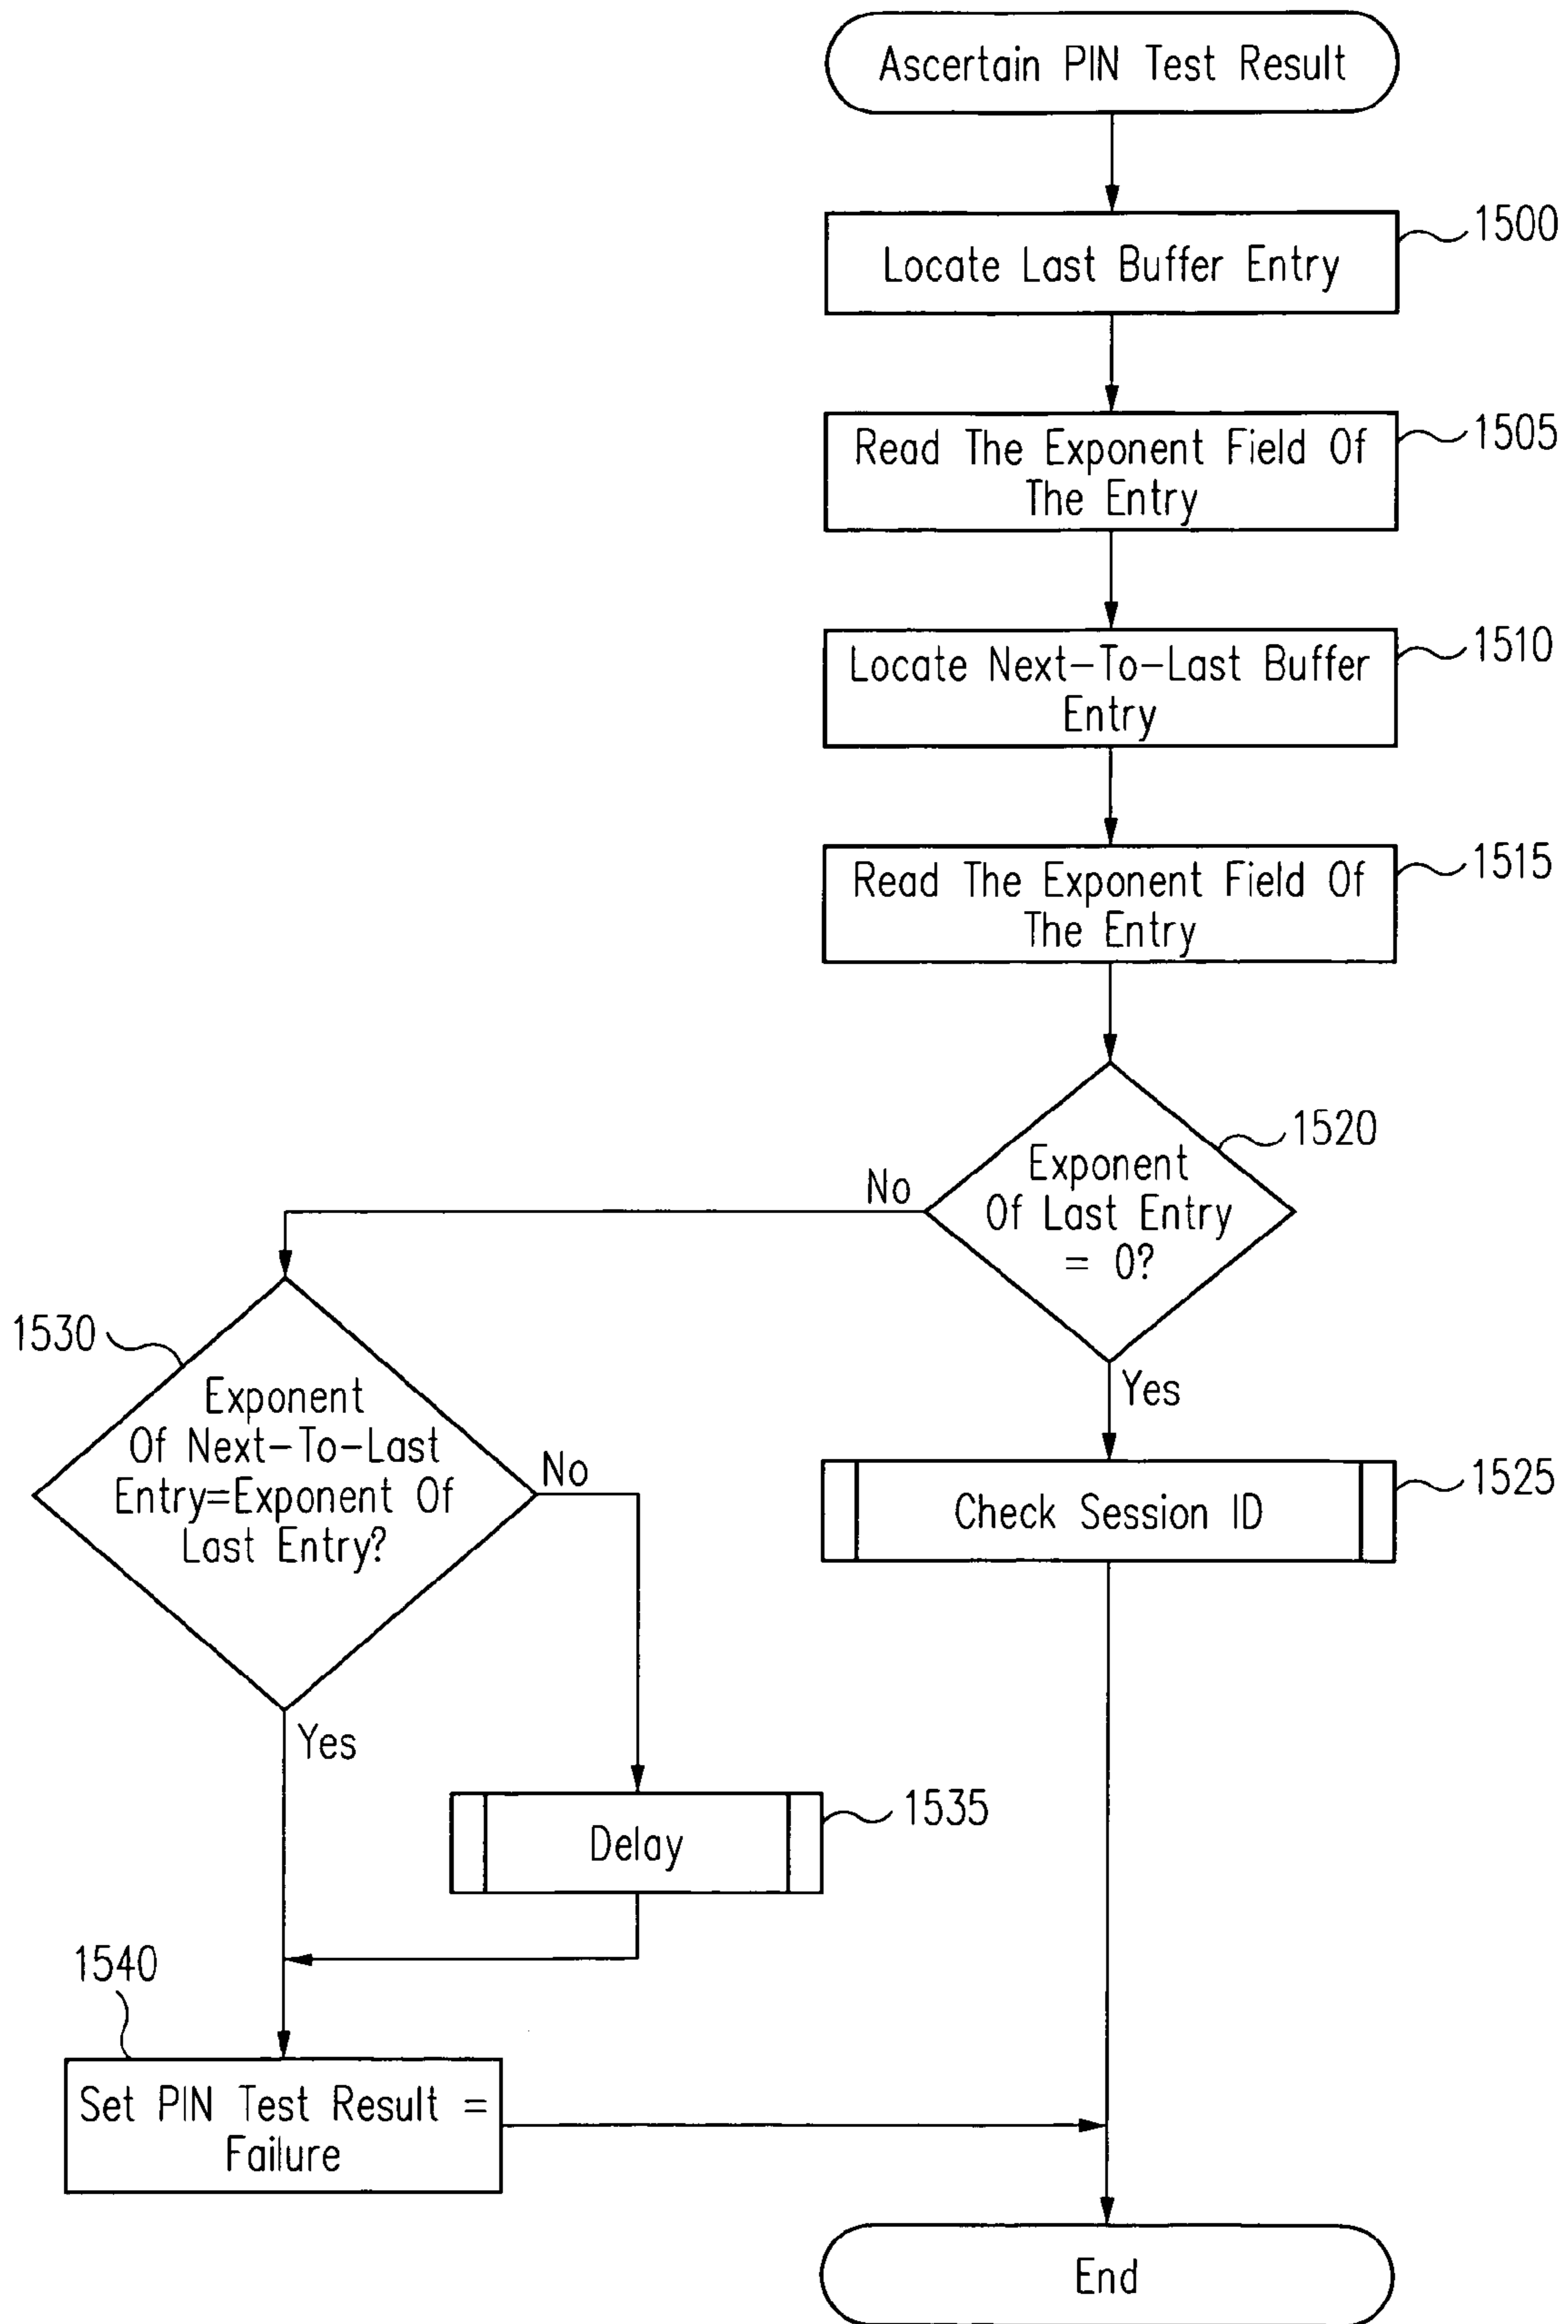 Ascertain PIN Test Result
1500
Locate Last Buffer Entry
1505
Read The Exponent Field Of
The Entry
1510
Locate Next-To-Last Buffer
Entry
1515
Read The Exponent Field Of
The Entry
1520
Exponent
Of Last Entry
= 0?
No
Yes
1530
Exponent
Of Next-To-Last
Entry=Exponent Of
Last Entry?
No
Yes
1525
Check Session ID
1535
Delay
1540
Set PIN Test Result =
Failure
End